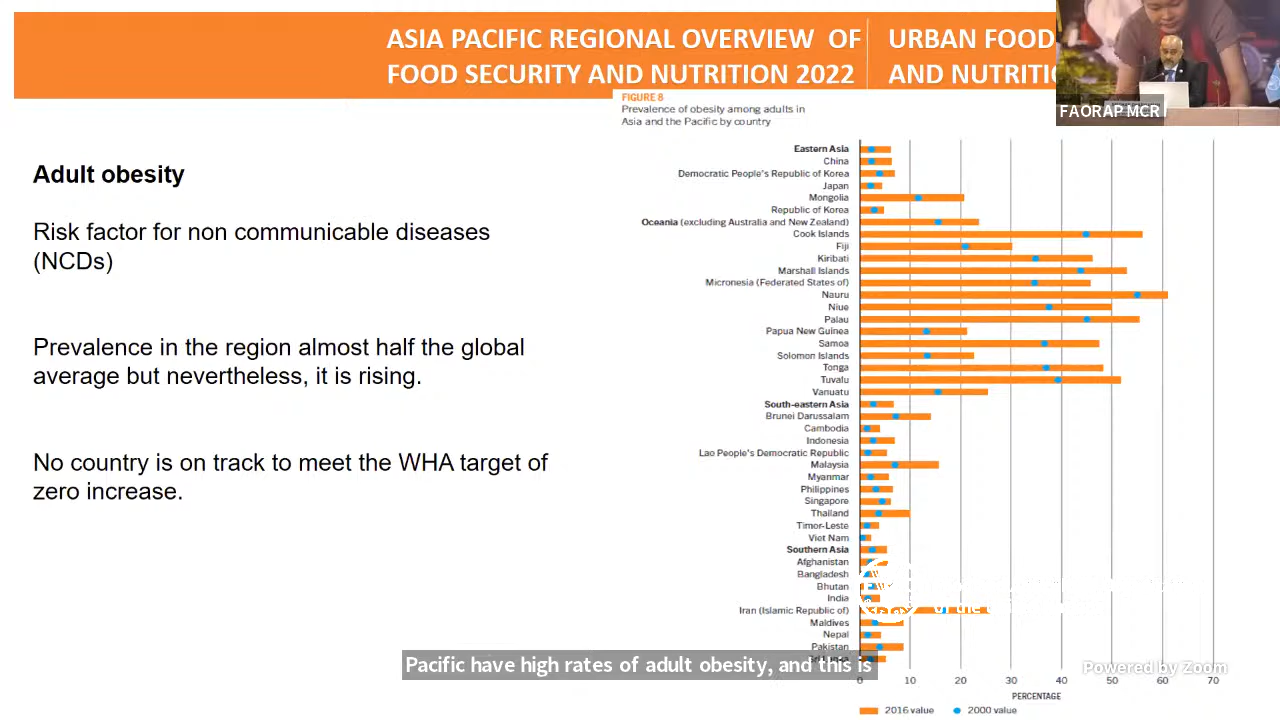 ASIA PACIFIC REGIONAL OVERVIEW OF
FOOD SECURITY AND NUTRITION 2022
URBAN FOOD
AND NUTRITI
FAORAP MCR
Adult obesity
Risk factor for non communicable diseases
(NCDs)
Prevalence in the region almost half the global
average but nevertheless, it is rising.
No country is on track to meet the WHA target of
zero increase.
FIGURE 8
Prevalence of obesity among adults in
Asia and the Pacific by country
Eastern Asia
China
Democratic People's Republic of Korea
Japan
Mongolia
Republic of Korea
Oceania (excluding Australia and New Zealand)
Cook Islands
Fiji
Kiribati
Marshall Islands
Micronesia (Federated States of)
Nauru
Niue
Palau
Papua New Guinea
Samoa
Solomon Islands
Tonga
Tuvalu
Vanuatu
South-eastern Asia
Brunei Darussalam
Cambodia
Indonesia
Lao People's Democratic Republic
Malaysia
Myanmar
Philippines
Singapore
Thailand
Timor-Leste
Viet Nam
Southern Asia
Afghanistan
Bangladesh
Bhutan
India
Iran (Islamic Republic of)
Maldives
Nepal
Pakistan
0 10 20 30 40 50 60 70
PERCENTAGE
2016 value 2000 value
Pacific have high rates of adult obesity, and this is
Powered by Zoom